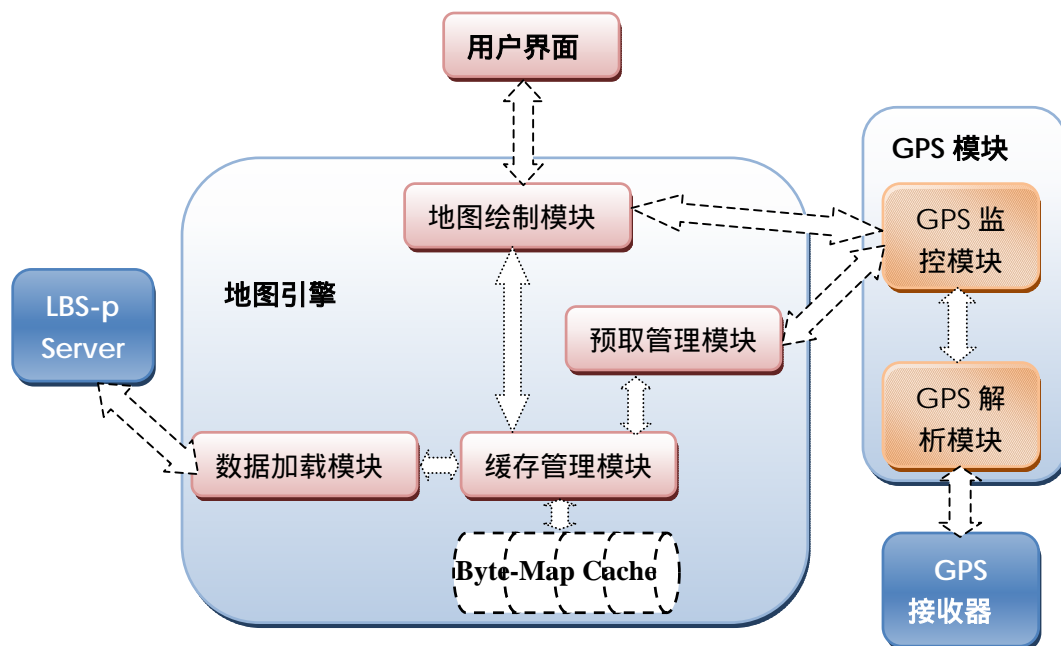 用户界面
GPS 模块
地图绘制模块
GPS 监
控模块
地图引擎
LBS-p
Server
预取管理模块
GPS 解
析模块
数据加载模块
缓存管理模块
Byte-Map Cache
GPS
接收器